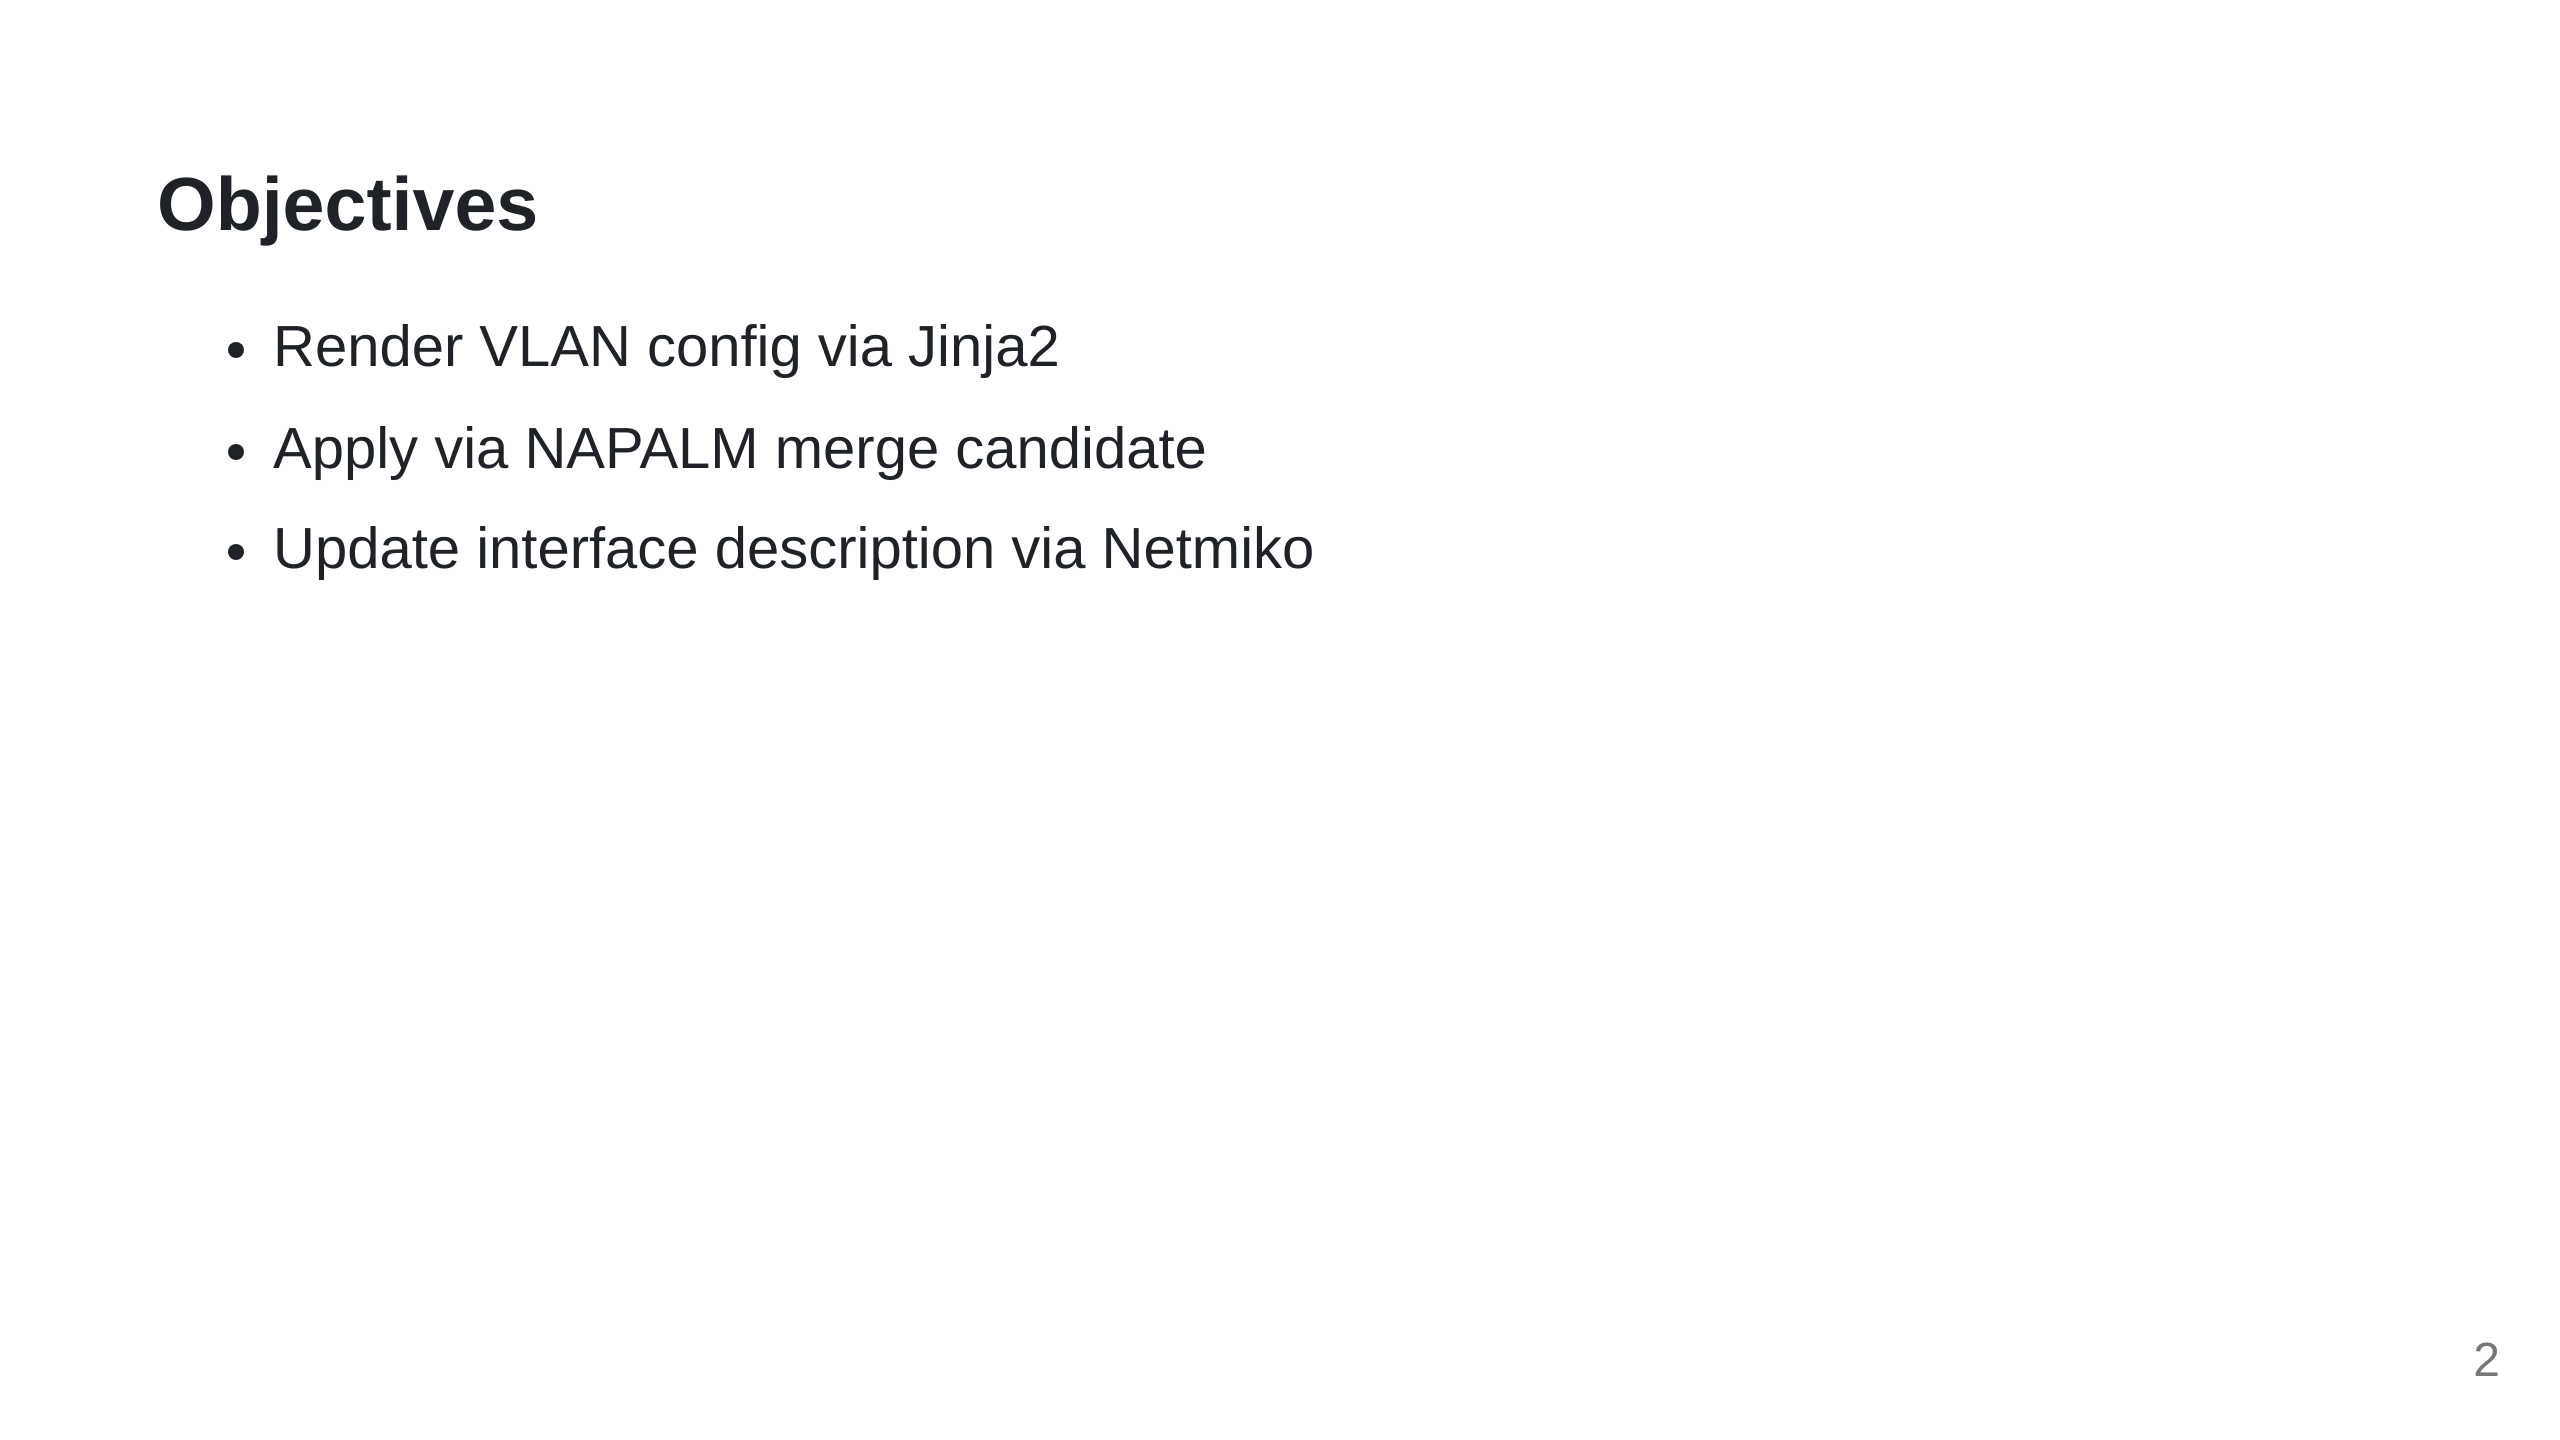 Objectives
• Render VLAN config via Jinja2
• Apply via NAPALM merge candidate
• Update interface description via Netmiko
2